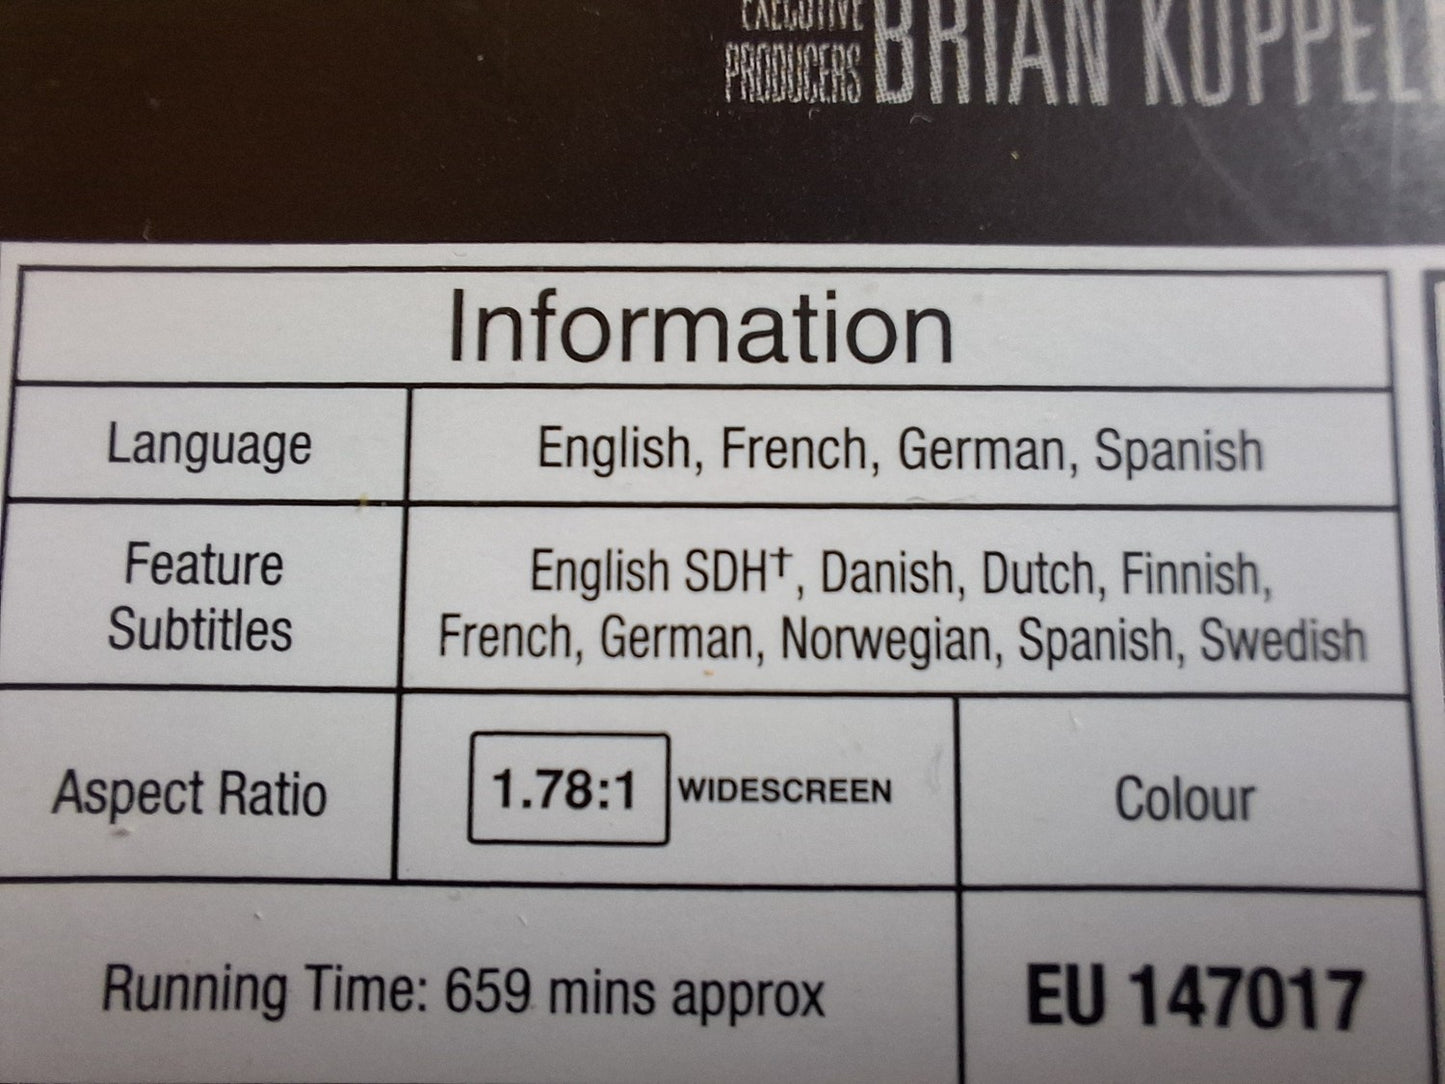 EXECUTIVE
PRODUCERS BRIAN KOPPEL
Information
Language English, French, German, Spanish
Feature
Subtitles
English SDH†, Danish, Dutch, Finnish,
French, German, Norwegian, Spanish, Swedish
Aspect Ratio 1.78:1 WIDESCREEN Colour
Running Time: 659 mins approx EU 147017